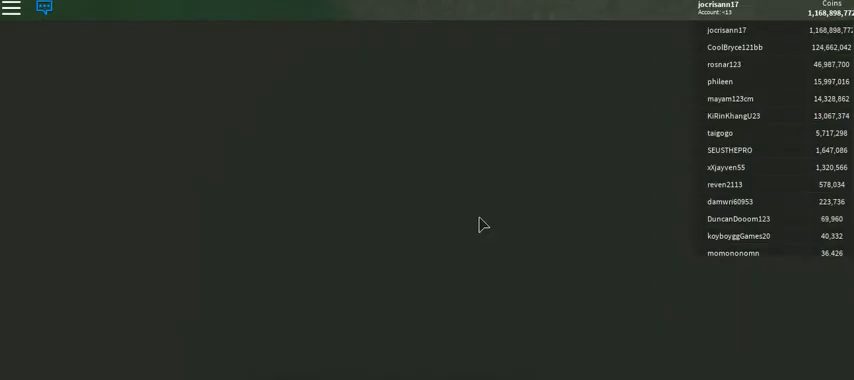 jocrisann17 Coins
Account: <13 1,168,898,772
jocrisann17 1,168,898,772
CoolBryce121bb 124,662,042
rosnar123 46,987,700
phileen 15,997,016
mayam123cm 14,328,862
KiRinKhangU23 13,067,374
taigogo 5,717,298
SEUSTHEPRO 1,647,086
xXjayven55 1,320,566
reven2113 578,034
damwri60953 223,736
DuncanDooom123 69,960
koyboyggGames20 40,332
momononomn 36,426